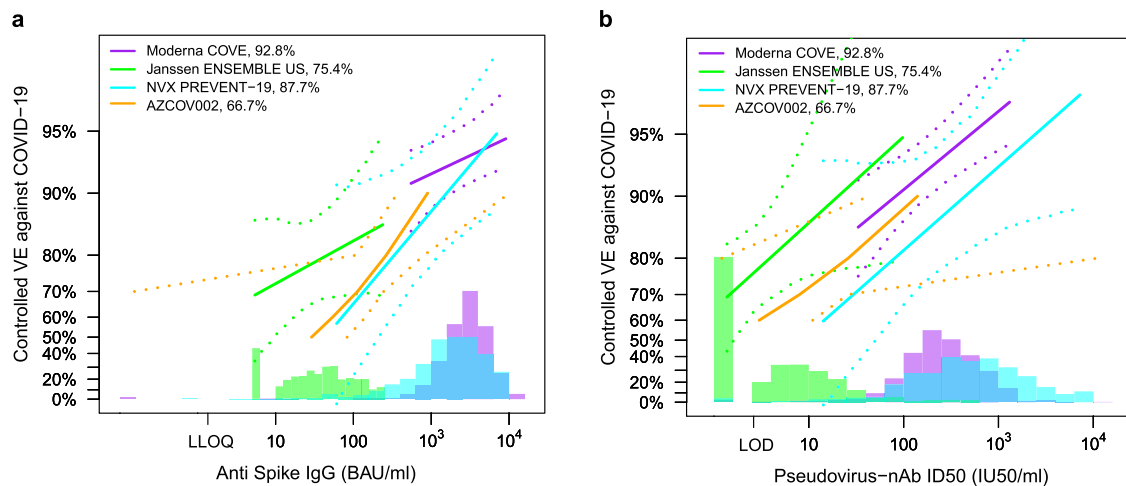 a
Moderna COVE, 92.8%
Janssen ENSEMBLE US, 75.4%
NVX PREVENT−19, 87.7%
AZCOV002, 66.7%
Controlled VE against COVID−19
95%
90%
80%
70%
60%
50%
40%
20%
0%
LLOQ 10 100 10³ 10⁴
Anti Spike IgG (BAU/ml)
b
Moderna COVE, 92.8%
Janssen ENSEMBLE US, 75.4%
NVX PREVENT−19, 87.7%
AZCOV002, 66.7%
Controlled VE against COVID−19
95%
90%
80%
70%
60%
50%
40%
20%
0%
LOD 10 100 10³ 10⁴
Pseudovirus−nAb ID50 (IU50/ml)